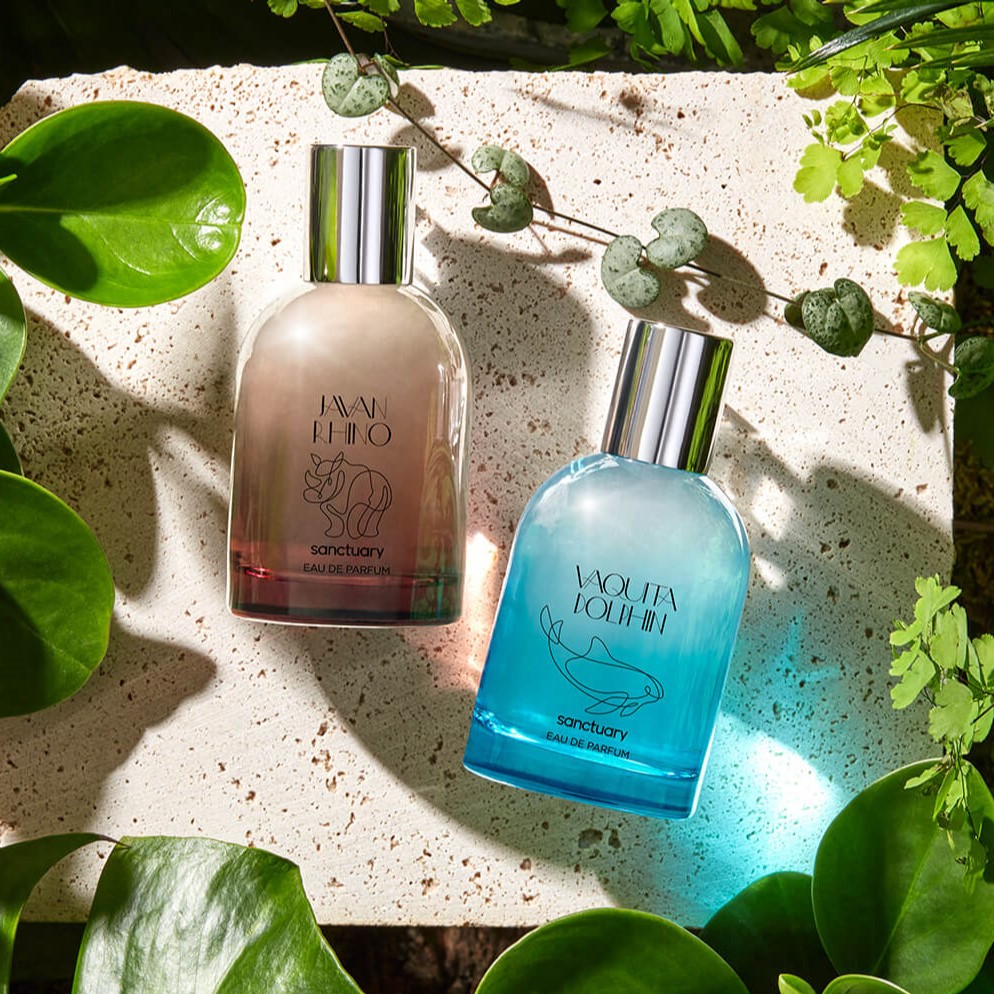 JAVAN
RHINO
sanctuary
EAU DE PARFUM
VAQUITA
DOLPHIN
sanctuary
EAU DE PARFUM